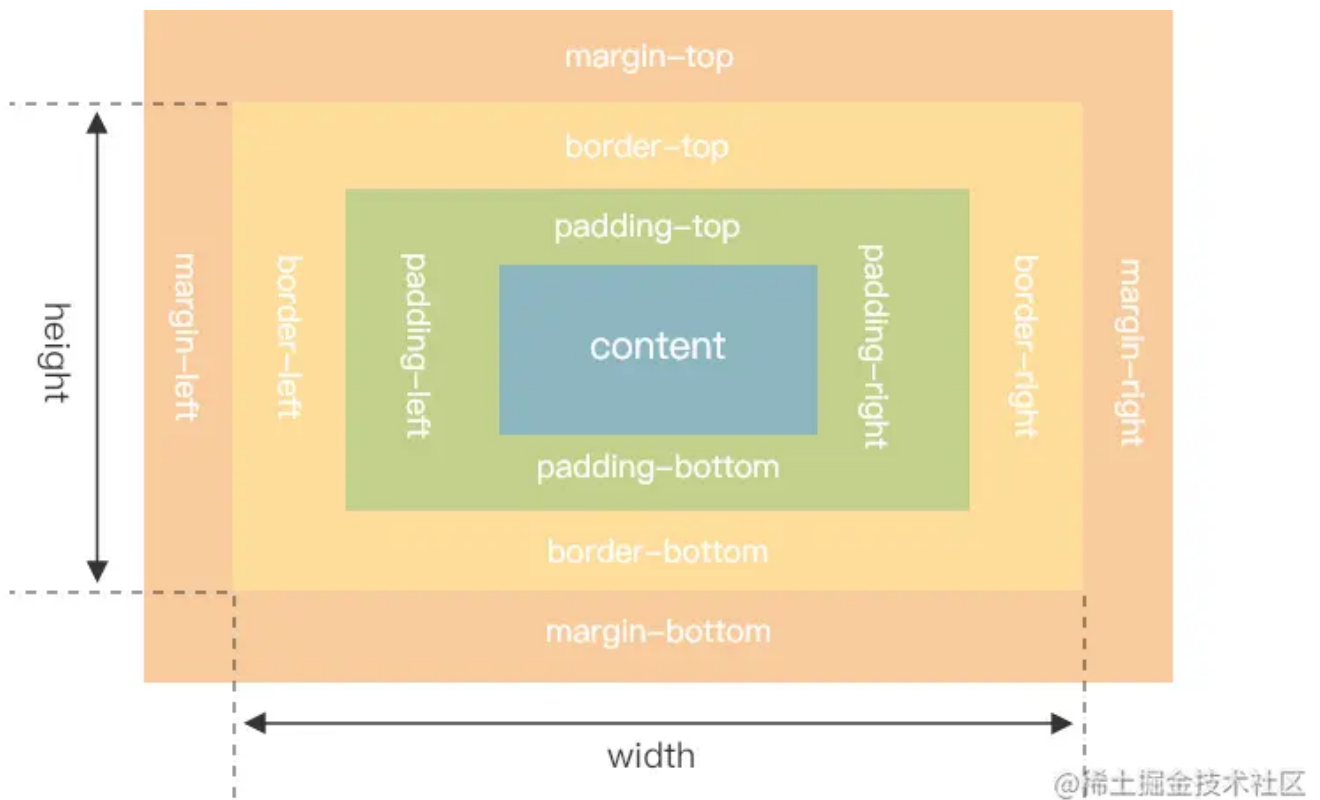 margin-top
border-top
padding-top
height
margin-left
border-left
padding-left
content
padding-right
border-right
margin-right
padding-bottom
border-bottom
margin-bottom
width
@稀土掘金技术社区